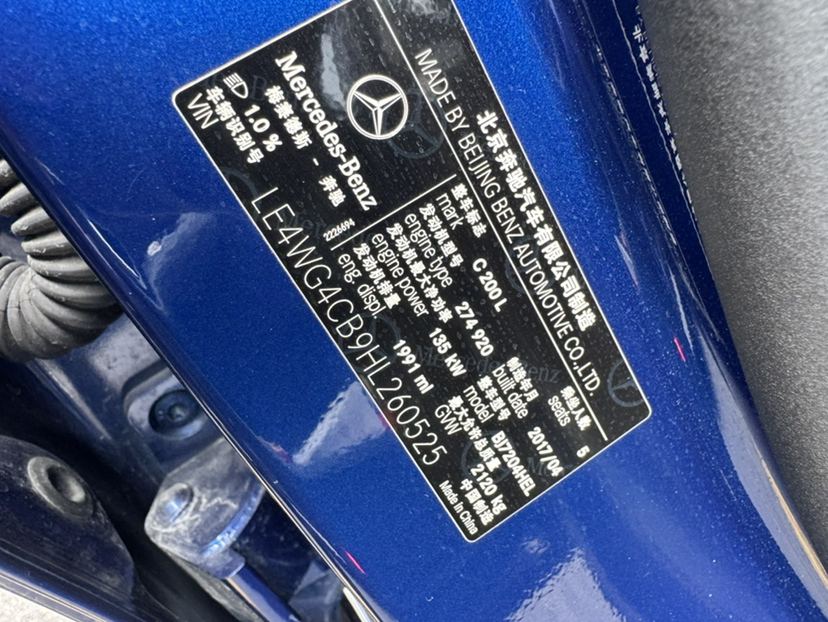 北京奔驰汽车有限公司制造
MADE BY BEIJING BENZ AUTOMOTIVE CO.,LTD.
Mercedes-Benz
梅赛德斯 - 奔驰
1.0 %
整车标志
mark
C 200 L
发动机型号
engine type
274 920
发动机最大净功率
engine power
135 kW
发动机排量
eng. displ
1991 ml
乘坐人数
seats
5
制造年月
built date
2017/04
整车型号
model
BJ7204HEL
最大允许总质量
GVW
2120 kg
车辆识别号
VIN
LE4WG4CB9HL260525
中国制造
Made in China